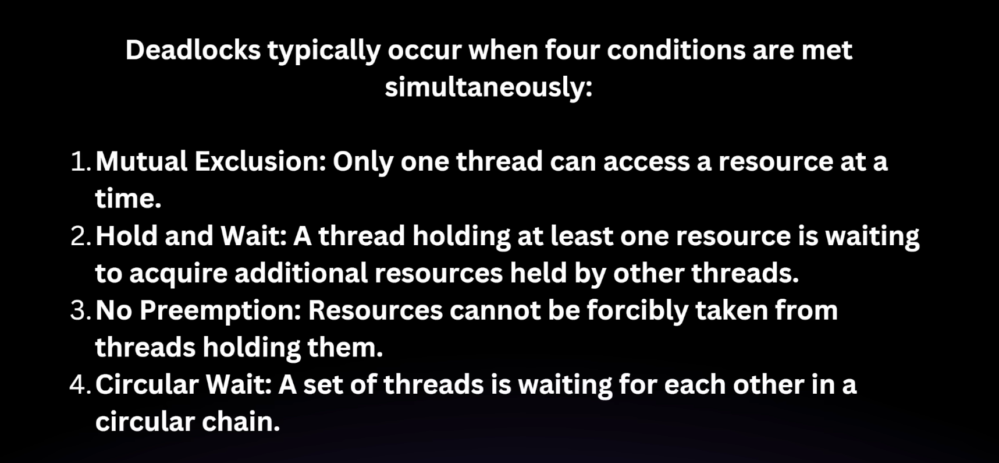 Deadlocks typically occur when four conditions are met
simultaneously:
1. Mutual Exclusion: Only one thread can access a resource at a
time.
2. Hold and Wait: A thread holding at least one resource is waiting
to acquire additional resources held by other threads.
3. No Preemption: Resources cannot be forcibly taken from
threads holding them.
4. Circular Wait: A set of threads is waiting for each other in a
circular chain.